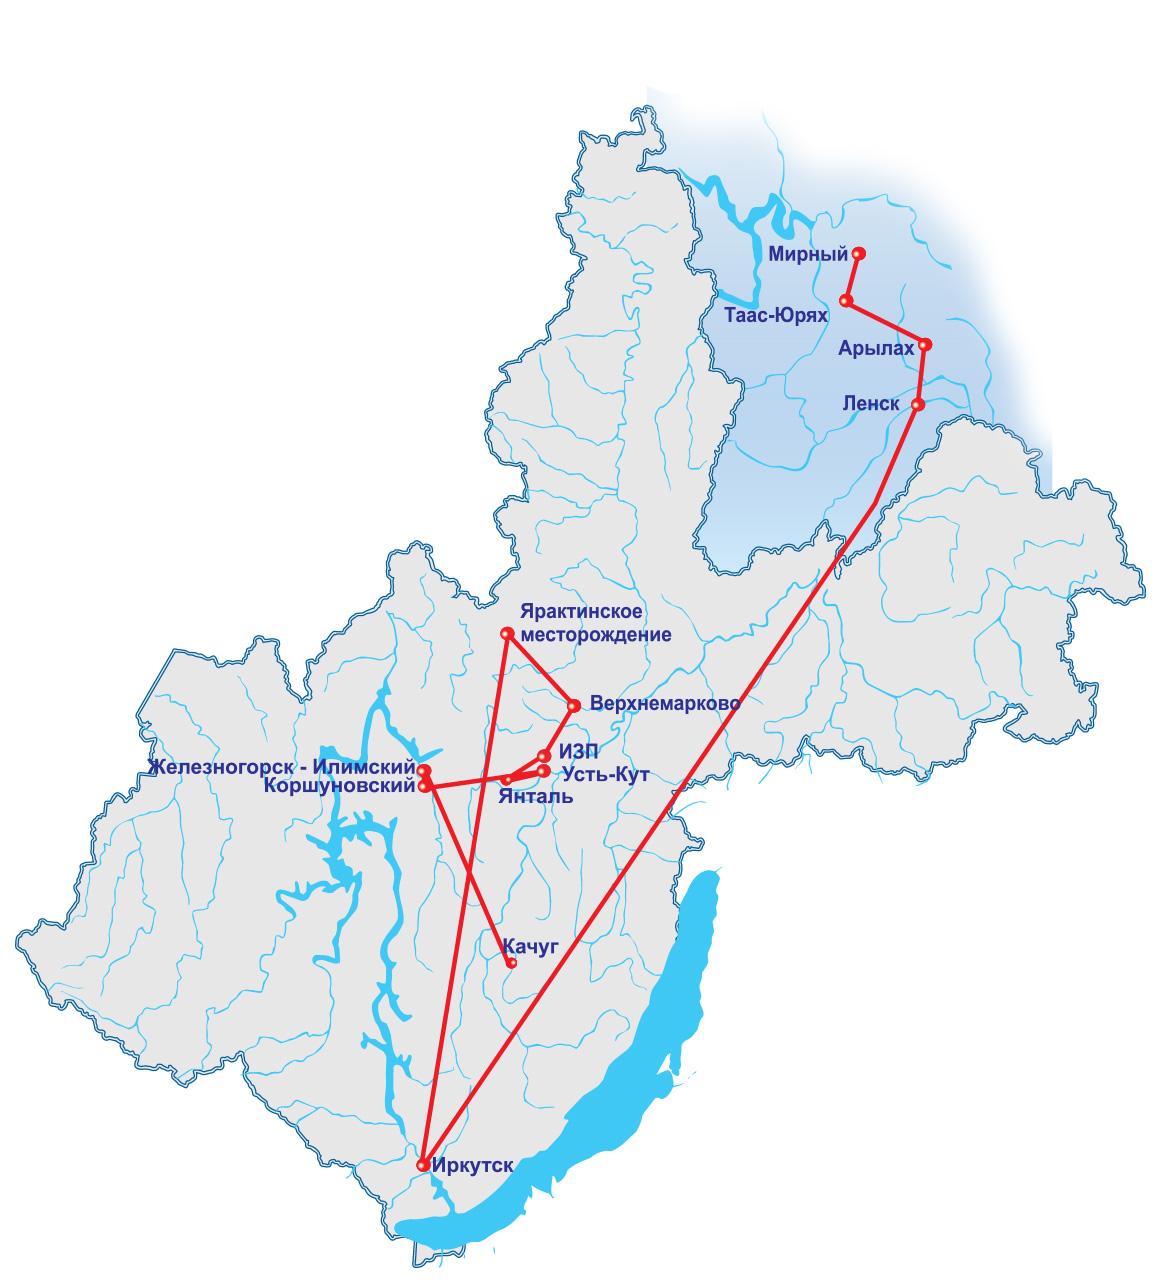 Мирный
Таас-Юрях
Арылах
Ленск
Ярактинское
месторождение
Верхнемарково
ИЗП
Железногорск - Илимский
Усть-Кут
Коршуновский
Янталь
Качуг
Иркутск